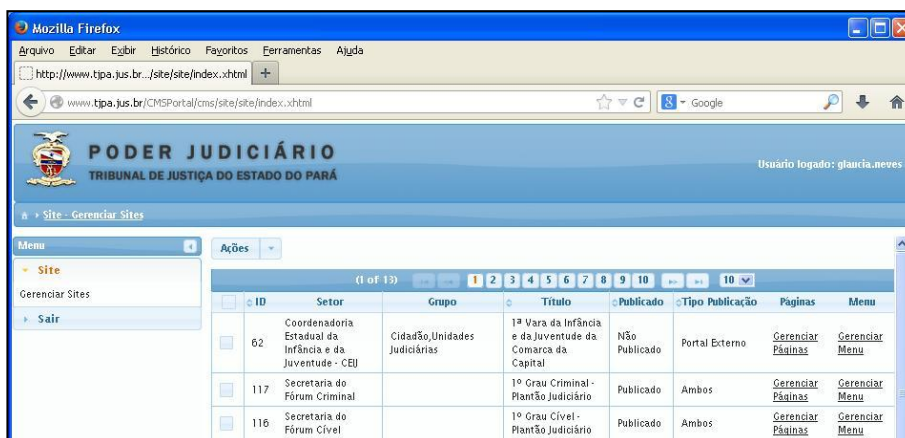 Mozilla Firefox
Arquivo Editar Exibir Histórico Favoritos Ferramentas Ajuda
http://www.tjpa.jus.br.../site/site/index.xhtml +
www.tjpa.jus.br/CMSPortal/cms/site/site/index.xhtml Google
PODER JUDICIÁRIO
TRIBUNAL DE JUSTIÇA DO ESTADO DO PARÁ
Usuário logado: glaucia.neves
Site - Gerenciar Sites
Menu
Site
Gerenciar Sites
Sair
Ações
(1 of 13) 1 2 3 4 5 6 7 8 9 10 10
ID Setor Grupo Título Publicado Tipo Publicação Páginas Menu
62 Coordenadoria Estadual da Infância e da Juventude - CEIJ Cidadão,Unidades Judiciárias 1ª Vara da Infância e da Juventude da Comarca da Capital Não Publicado Portal Externo Gerenciar Páginas Gerenciar Menu
117 Secretaria do Fórum Criminal 1º Grau Criminal - Plantão Judiciário Publicado Ambos Gerenciar Páginas Gerenciar Menu
116 Secretaria do Fórum Cível 1º Grau Cível - Plantão Judiciário Publicado Ambos Gerenciar Páginas Gerenciar Menu